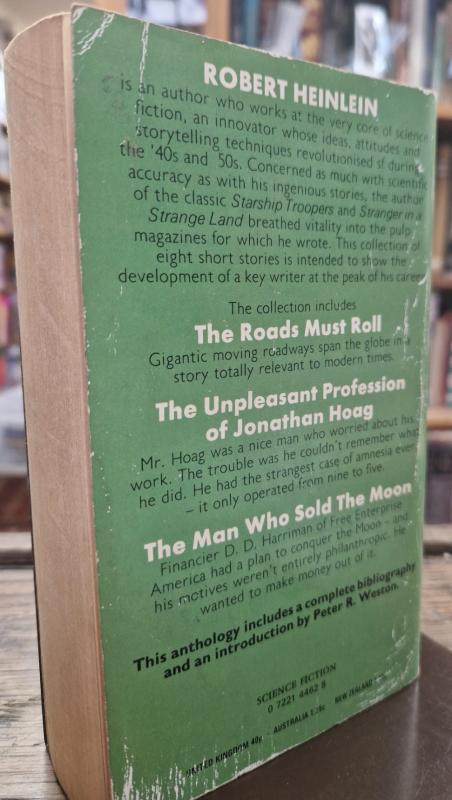 ROBERT HEINLEIN
is an author who works at the very core of science
fiction, an innovator whose ideas, attitudes and
storytelling techniques revolutionised sf during
the '40s and '50s. Concerned as much with scientific
accuracy as with his ingenious stories, the author
of the classic Starship Troopers and Stranger in a
Strange Land breathed vitality into the pulp
magazines for which he wrote. This collection of
eight short stories is intended to show the
development of a key writer at the peak of his career.
The collection includes
The Roads Must Roll
Gigantic moving roadways span the globe in a
story totally relevant to modern times.
The Unpleasant Profession
of Jonathan Hoag
Mr. Hoag was a nice man who worried about his
work. The trouble was he couldn't remember what
he did. He had the strangest case of amnesia ever
– it only operated from nine to five.
The Man Who Sold The Moon
Financier D. D. Harriman of Free Enterprise
America had a plan to conquer the Moon – and
his motives weren't entirely philanthropic. He
wanted to make money out of it.
This anthology includes a complete bibliography
and an introduction by Peter R. Weston.
SCIENCE FICTION
0 7221 4462 8
UNITED KINGDOM 40p AUSTRALIA NEW ZEALAND